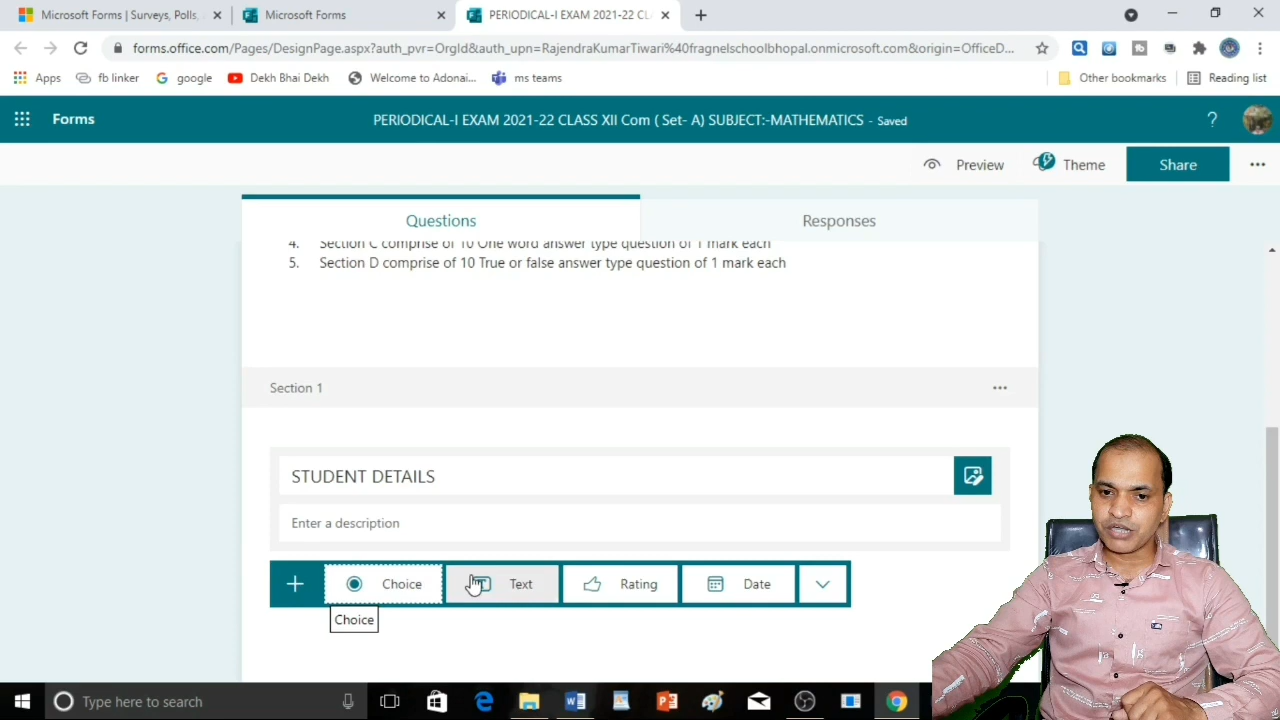 Microsoft Forms | Surveys, Polls,
Microsoft Forms
PERIODICAL-I EXAM 2021-22 CL
forms.office.com/Pages/DesignPage.aspx?auth_pvr=OrgId&auth_upn=RajendraKumarTiwari%40fragnelschoolbhopal.onmicrosoft.com&origin=OfficeD...
Apps
fb linker
google
Dekh Bhai Dekh
Welcome to Adonai...
ms teams
Other bookmarks
Reading list
Forms
PERIODICAL-I EXAM 2021-22 CLASS XII Com ( Set- A) SUBJECT:-MATHEMATICS - Saved
?
Preview
Theme
Share
Questions
Responses
4. Section C comprise of 10 One word answer type question of 1 mark each
5. Section D comprise of 10 True or false answer type question of 1 mark each
Section 1
STUDENT DETAILS
Enter a description
Choice
Text
Rating
Date
Choice
Type here to search